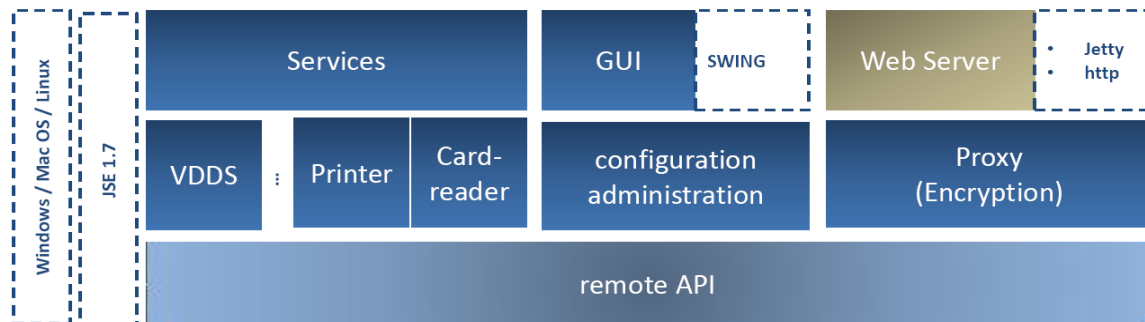 Windows / Mac OS / Linux
JSE 1.7
Services
GUI
SWING
Web Server
• Jetty
• http
VDDS
...
Printer
Card-
reader
configuration
administration
Proxy
(Encryption)
remote API